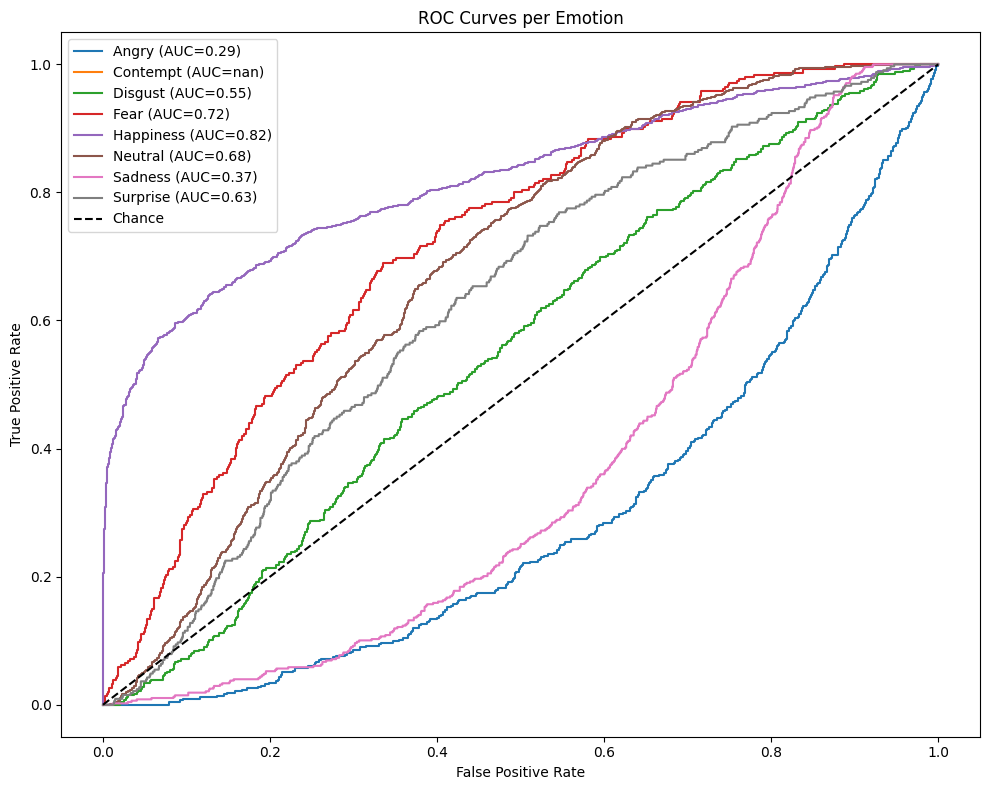 ROC Curves per Emotion
Angry (AUC=0.29)
Contempt (AUC=nan)
Disgust (AUC=0.55)
Fear (AUC=0.72)
Happiness (AUC=0.82)
Neutral (AUC=0.68)
Sadness (AUC=0.37)
Surprise (AUC=0.63)
Chance
True Positive Rate
1.0
0.8
0.6
0.4
0.2
0.0
0.0 0.2 0.4 0.6 0.8 1.0
False Positive Rate